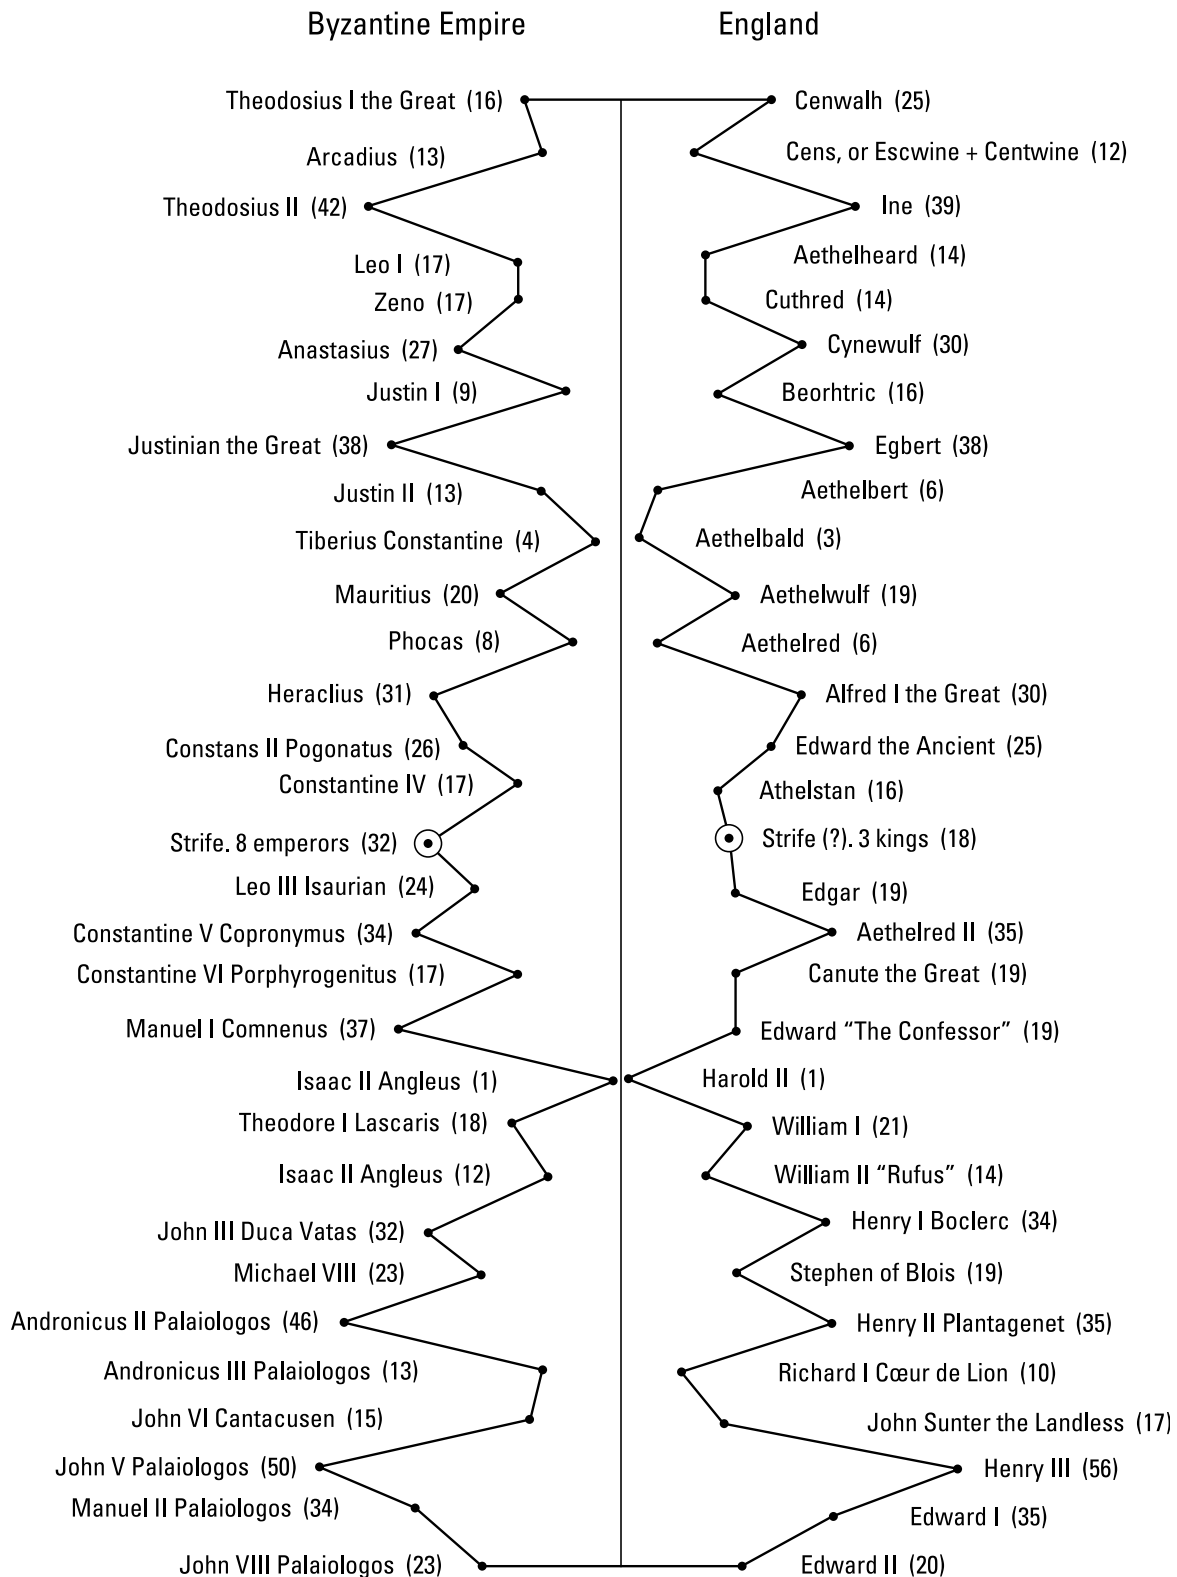 Byzantine Empire England
Theodosius I the Great (16) Cenwalh (25)
Arcadius (13) Cens, or Escwine + Centwine (12)
Theodosius II (42) Ine (39)
Leo I (17) Aethelheard (14)
Zeno (17) Cuthred (14)
Anastasius (27) Cynewulf (30)
Justin I (9) Beorhtric (16)
Justinian the Great (38) Egbert (38)
Justin II (13) Aethelbert (6)
Tiberius Constantine (4) Aethelbald (3)
Mauritius (20) Aethelwulf (19)
Phocas (8) Aethelred (6)
Heraclius (31) Alfred I the Great (30)
Constans II Pogonatus (26) Edward the Ancient (25)
Constantine IV (17) Athelstan (16)
Strife. 8 emperors (32) Strife (?). 3 kings (18)
Leo III Isaurian (24) Edgar (19)
Constantine V Copronymus (34) Aethelred II (35)
Constantine VI Porphyrogenitus (17) Canute the Great (19)
Manuel I Comnenus (37) Edward “The Confessor” (19)
Isaac II Angleus (1) Harold II (1)
Theodore I Lascaris (18) William I (21)
Isaac II Angleus (12) William II “Rufus” (14)
John III Duca Vatas (32) Henry I Boclerc (34)
Michael VIII (23) Stephen of Blois (19)
Andronicus II Palaiologos (46) Henry II Plantagenet (35)
Andronicus III Palaiologos (13) Richard I Cœur de Lion (10)
John VI Cantacusen (15) John Sunter the Landless (17)
John V Palaiologos (50) Henry III (56)
Manuel II Palaiologos (34) Edward I (35)
John VIII Palaiologos (23) Edward II (20)